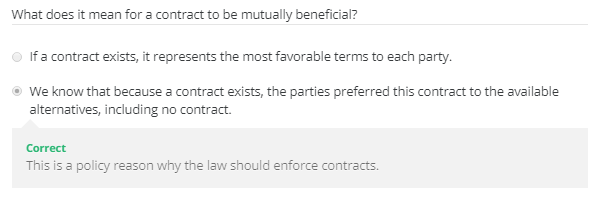 What does it mean for a contract to be mutually beneficial?
If a contract exists, it represents the most favorable terms to each party.
We know that because a contract exists, the parties preferred this contract to the available
alternatives, including no contract.
Correct
This is a policy reason why the law should enforce contracts.